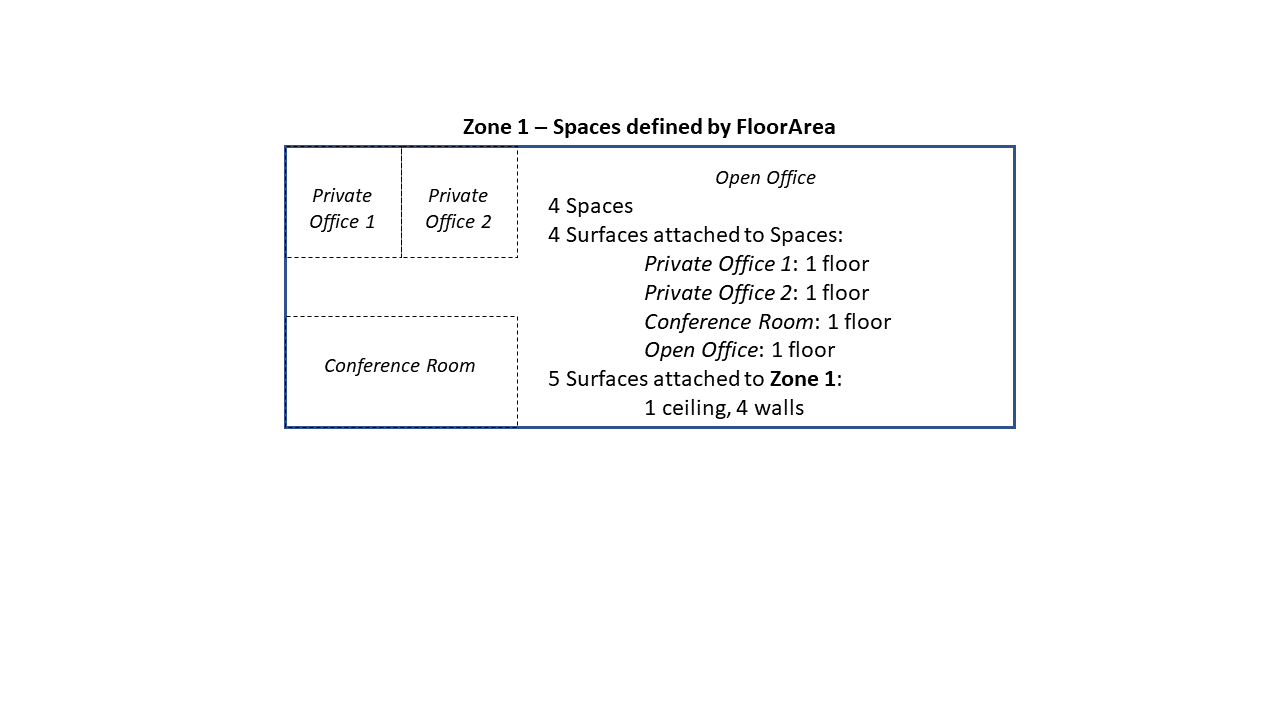 Zone 1 – Spaces defined by FloorArea
Private
Office 1
Private
Office 2
Conference Room
Open Office
4 Spaces
4 Surfaces attached to Spaces:
Private Office 1: 1 floor
Private Office 2: 1 floor
Conference Room: 1 floor
Open Office: 1 floor
5 Surfaces attached to Zone 1:
1 ceiling, 4 walls